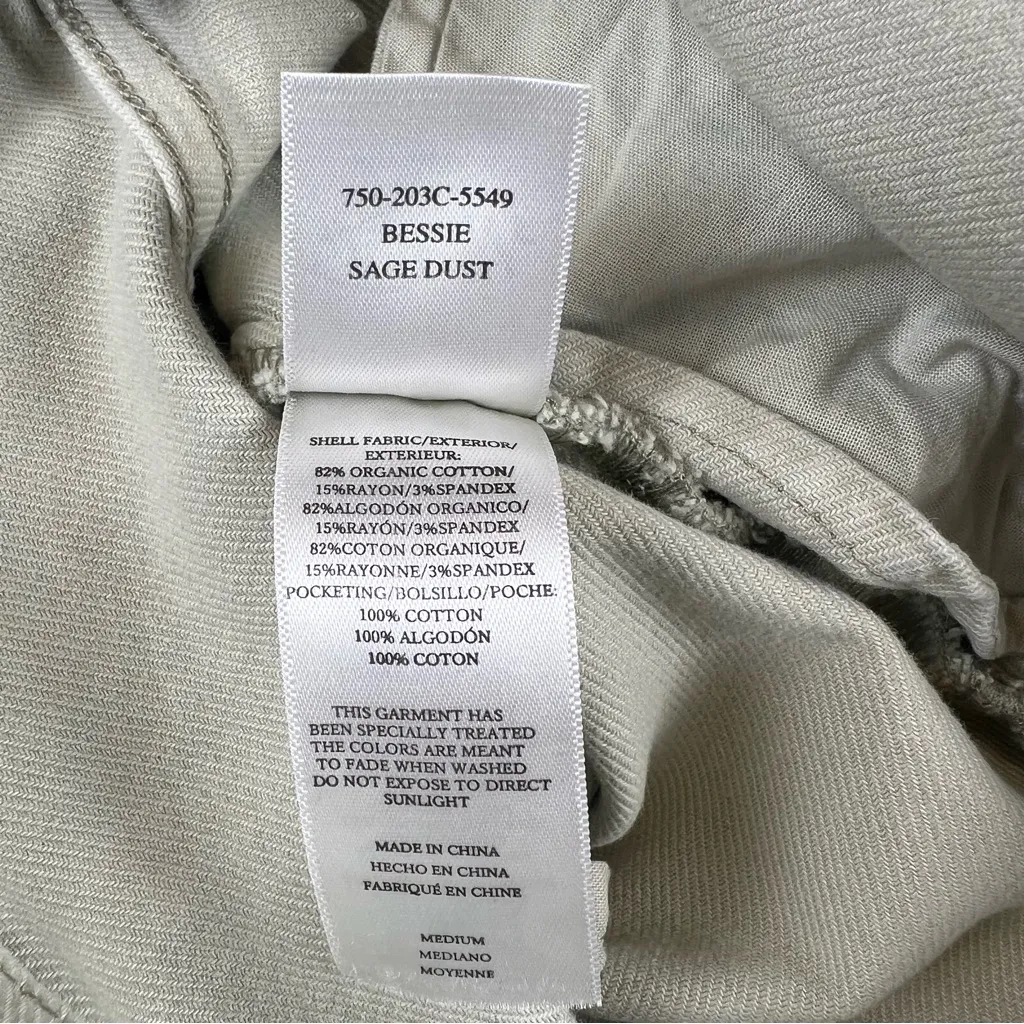 750-203C-5549
BESSIE
SAGE DUST
SHELL FABRIC/EXTERIOR/
EXTERIEUR:
82% ORGANIC COTTON/
15%RAYON/3%SPANDEX
82%ALGODÓN ORGANICO/
15%RAYÓN/3%SPANDEX
82%COTON ORGANIQUE/
15%RAYONNE/3%SPANDEX
POCKETING/BOLSILLO/POCHE:
100% COTTON
100% ALGODÓN
100% COTON
THIS GARMENT HAS
BEEN SPECIALLY TREATED
THE COLORS ARE MEANT
TO FADE WHEN WASHED
DO NOT EXPOSE TO DIRECT
SUNLIGHT
MADE IN CHINA
HECHO EN CHINA
FABRIQUÉ EN CHINE
MEDIUM
MEDIANO
MOYENNE